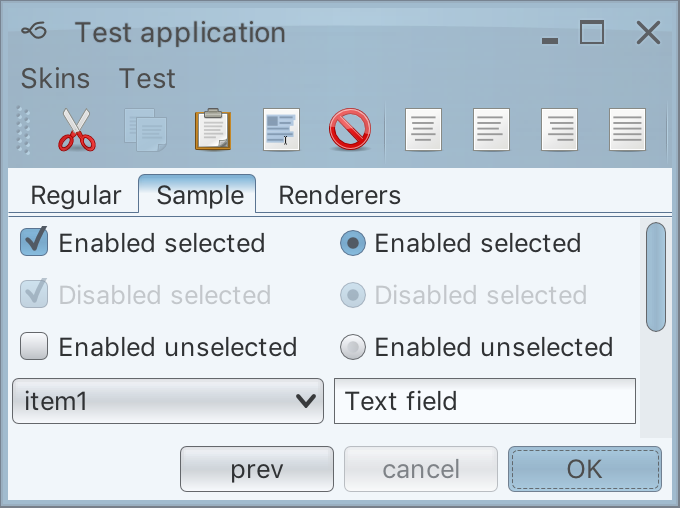 Test application
Skins Test
Regular Sample Renderers
Enabled selected Enabled selected
Disabled selected Disabled selected
Enabled unselected Enabled unselected
item1 Text field
prev cancel OK